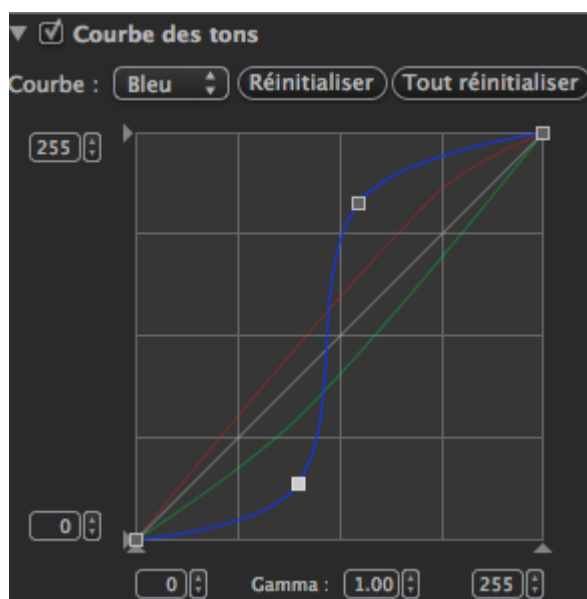 Courbe des tons
Courbe : Bleu Réinitialiser Tout réinitialiser
255
0
0 Gamma : 1.00 255